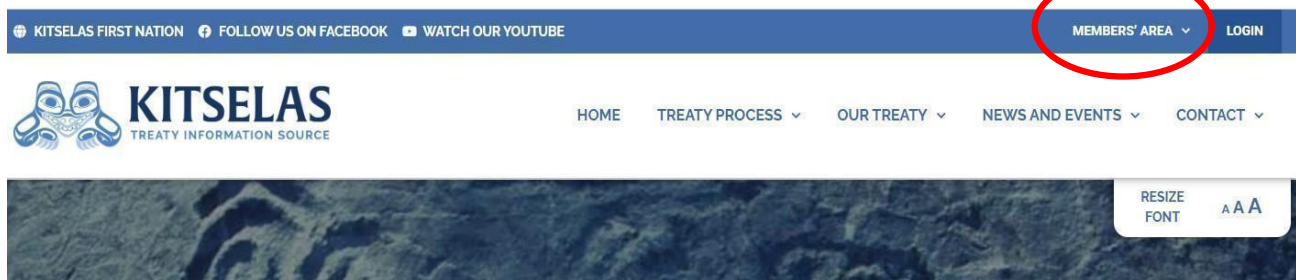 KITSELAS FIRST NATION FOLLOW US ON FACEBOOK WATCH OUR YOUTUBE MEMBERS' AREA LOGIN
KITSELAS
TREATY INFORMATION SOURCE
HOME TREATY PROCESS OUR TREATY NEWS AND EVENTS CONTACT
RESIZE
FONT
A A A